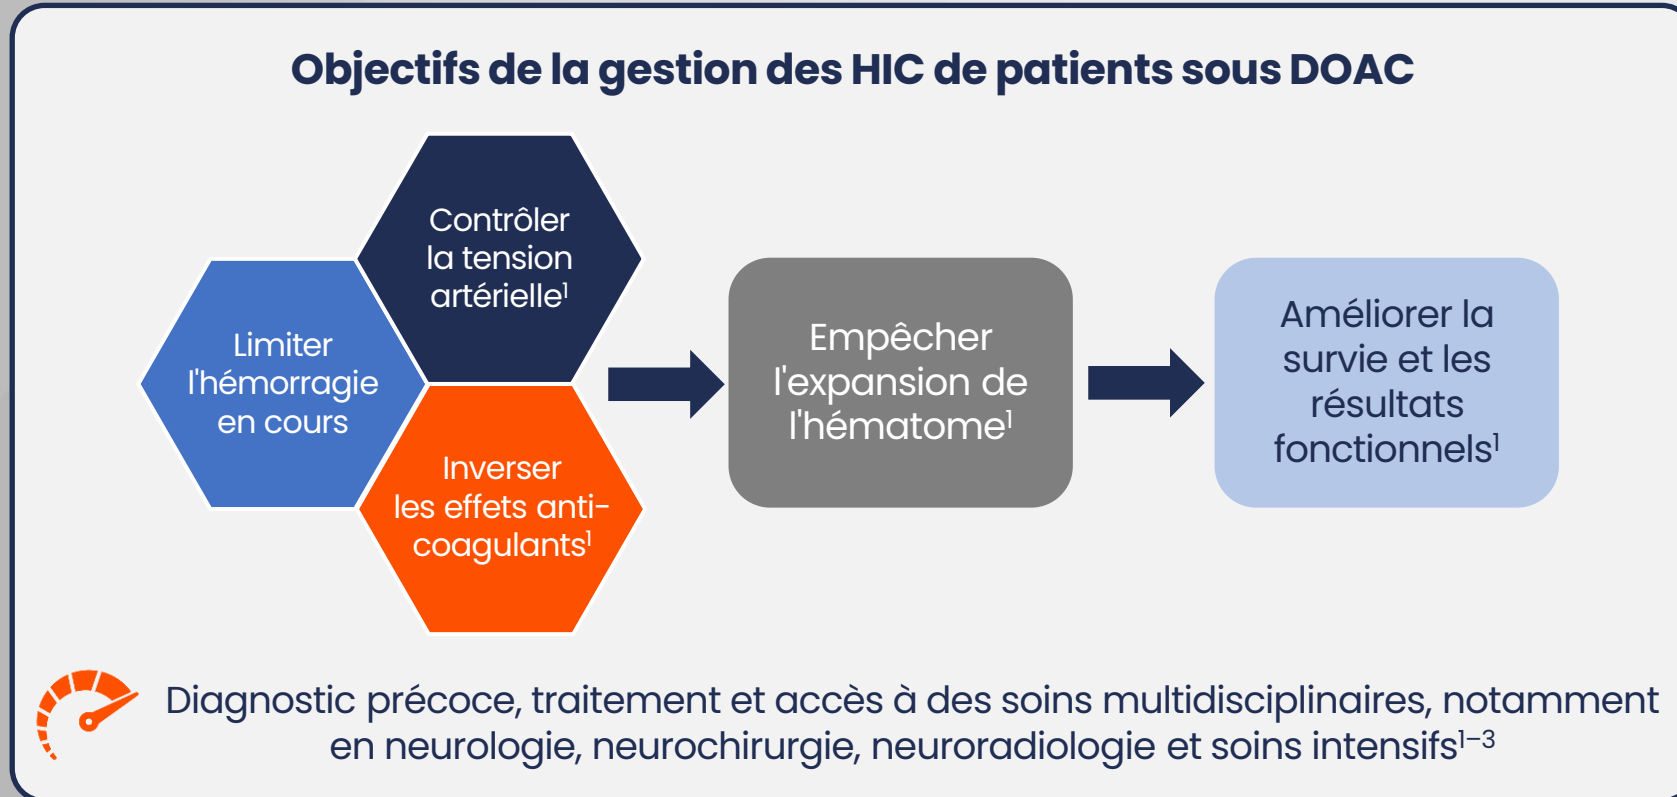 Objectifs de la gestion des HIC de patients sous DOAC
Contrôler
la tension
artérielle¹
Limiter
l'hémorragie
en cours
Inverser
les effets anti-
coagulants¹
Empêcher
l'expansion de
l'hématome¹
Améliorer la
survie et les
résultats
fonctionnels¹
Diagnostic précoce, traitement et accès à des soins multidisciplinaires, notamment
en neurologie, neurochirurgie, neuroradiologie et soins intensifs¹⁻³